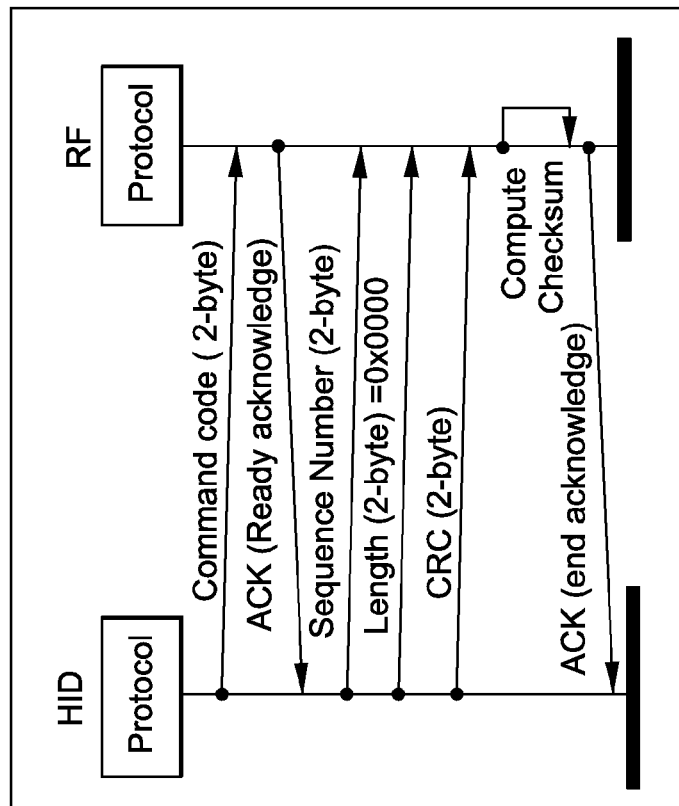 HID
RF
Protocol
Protocol
Command code ( 2-byte)
ACK (Ready acknowledge)
Sequence Number (2-byte)
Length (2-byte) =0x0000
CRC (2-byte)
Compute
Checksum
ACK (end acknowledge)